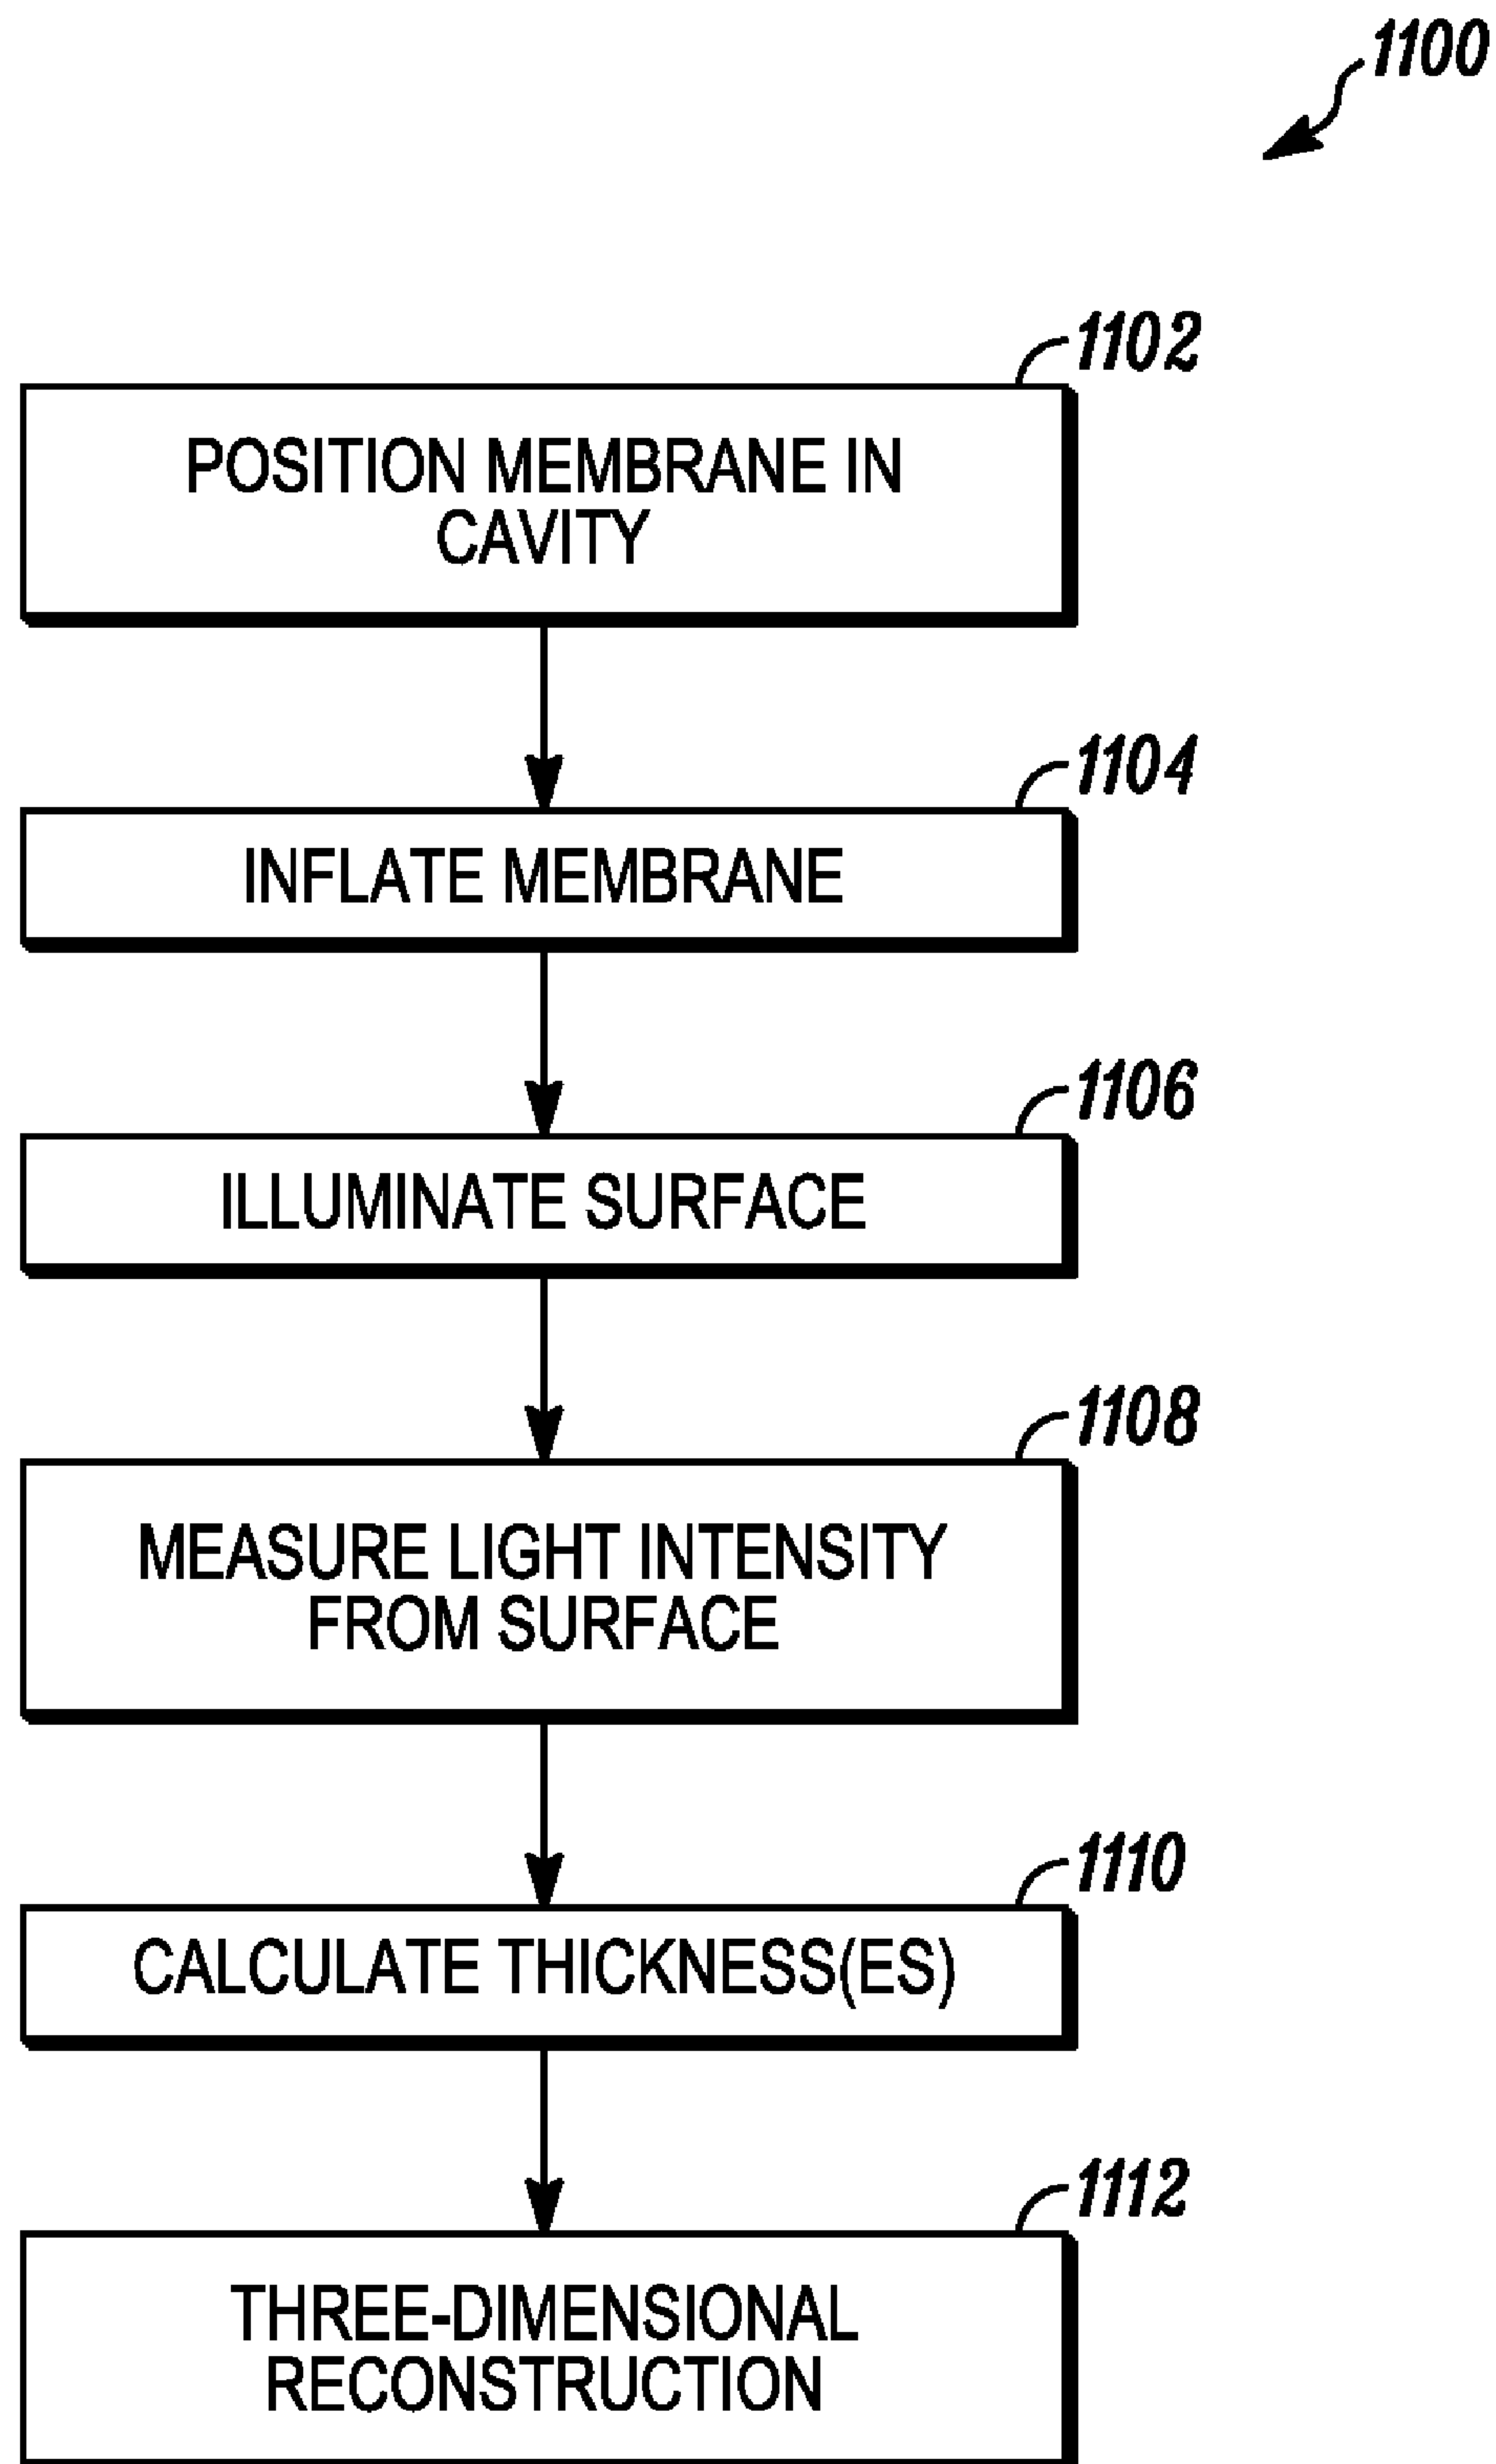 1100
1102
POSITION MEMBRANE IN
CAVITY
1104
INFLATE MEMBRANE
1106
ILLUMINATE SURFACE
1108
MEASURE LIGHT INTENSITY
FROM SURFACE
1110
CALCULATE THICKNESS(ES)
1112
THREE-DIMENSIONAL
RECONSTRUCTION